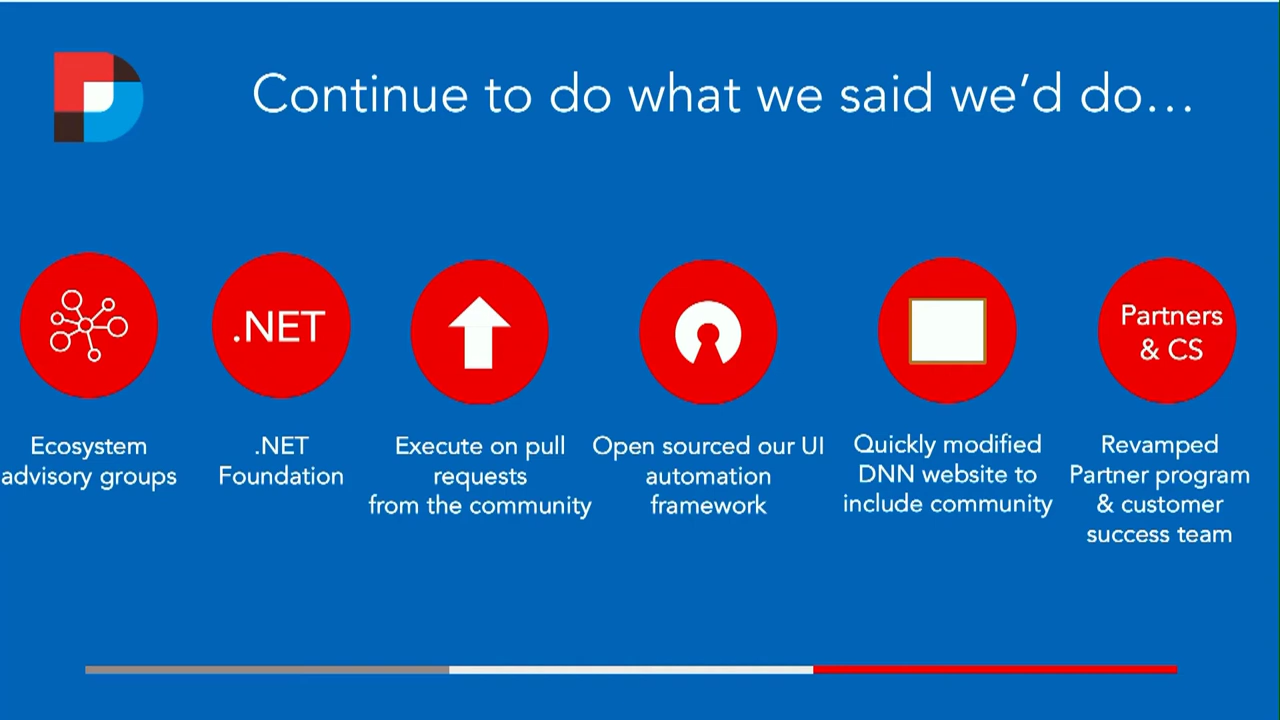 Continue to do what we said we'd do...
.NET
Partners
& CS
Ecosystem
advisory groups
.NET
Foundation
Execute on pull
requests
from the community
Open sourced our UI
automation
framework
Quickly modified
DNN website to
include community
Revamped
Partner program
& customer
success team